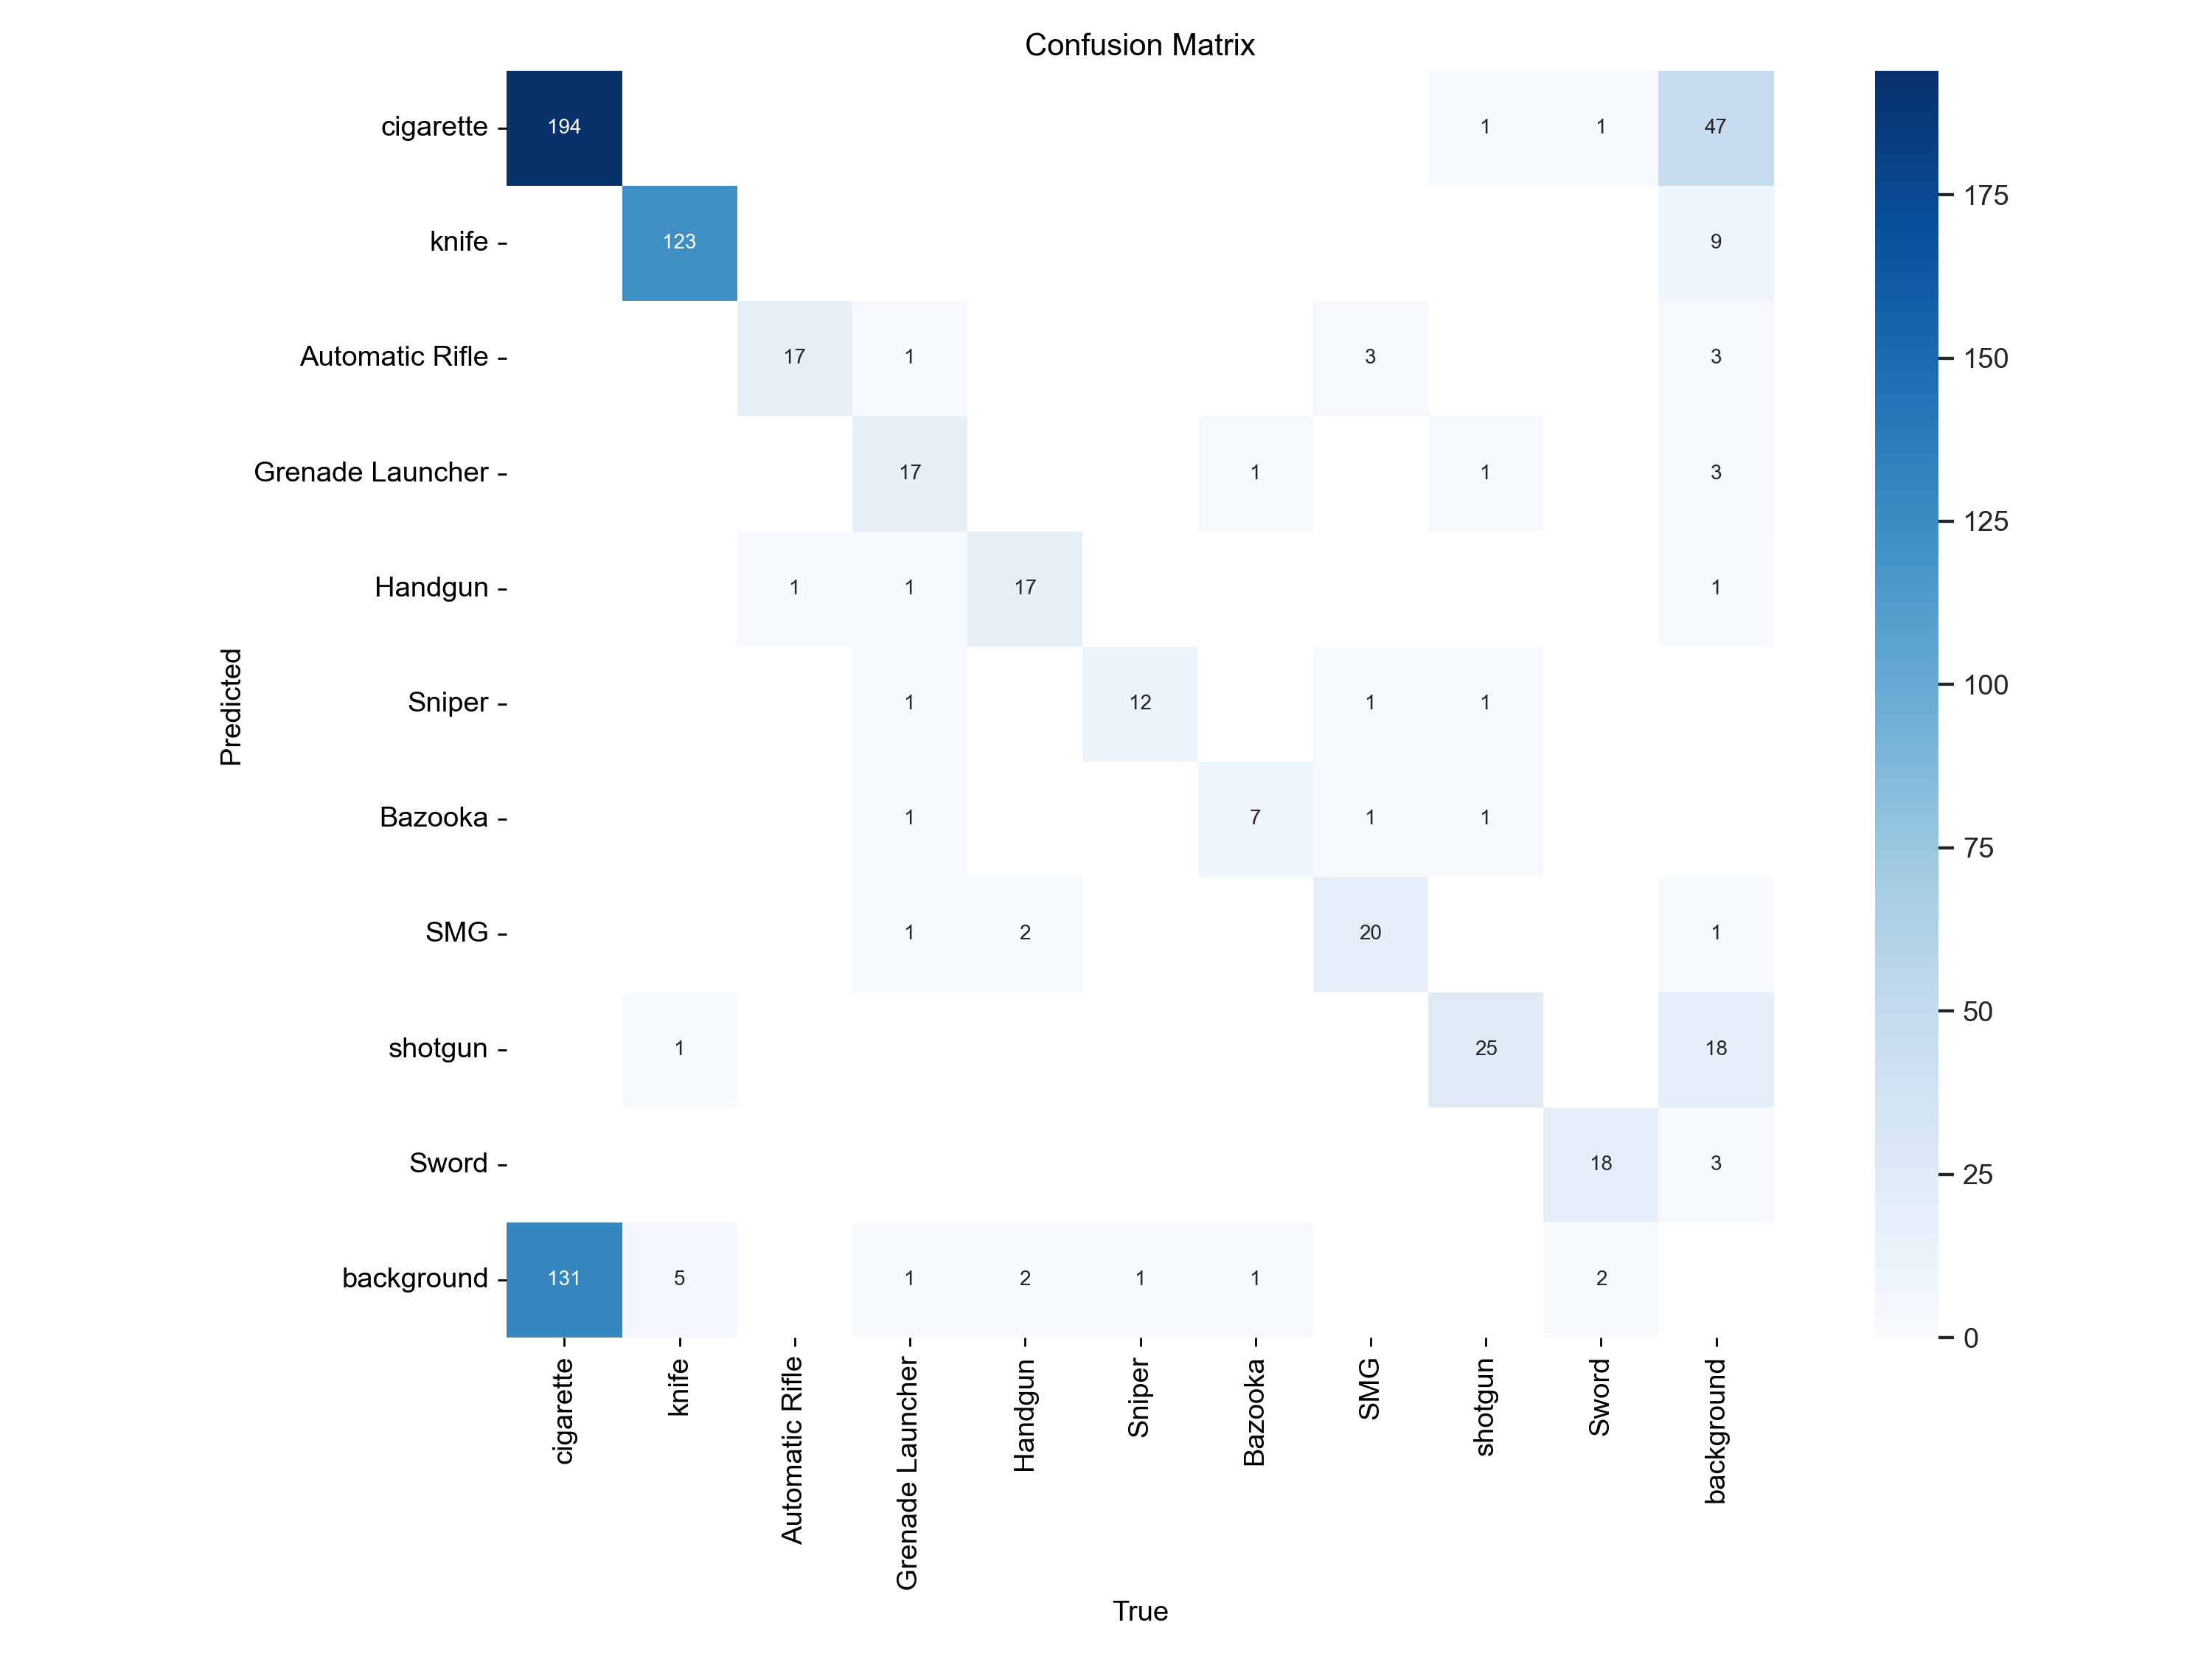 Confusion Matrix
cigarette 194 1 1 47
knife 123 9
Automatic Rifle 17 1 3 3
Grenade Launcher 17 1 1 3
Handgun 1 1 17 1
Sniper 1 12 1 1
Bazooka 1 7 1 1
SMG 1 2 20 1
shotgun 1 25 18
Sword 18 3
background 131 5 1 2 1 1 2
Predicted
cigarette
knife
Automatic Rifle
Grenade Launcher
Handgun
Sniper
Bazooka
SMG
shotgun
Sword
background
True
175
150
125
100
75
50
25
0